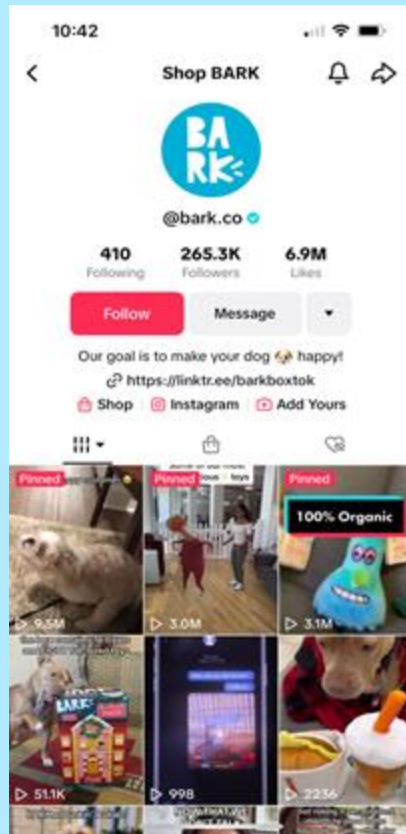 10:42
Shop BARK
BA
RK
@bark.co
410
265.3K
6.9M
Following
Followers
Likes
Follow
Message
Our goal is to make your dog 🐶 happy!
https://linktr.ee/barkboxtok
Shop
Instagram
Add Yours
Pinned
Pinned
toys
Pinned
100% Organic
9.5M
3.0M
3.1M
BARK
51.1K
998
2236